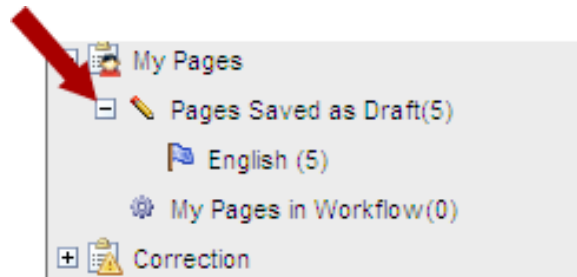 My Pages
Pages Saved as Draft(5)
English (5)
My Pages in Workflow(0)
Correction